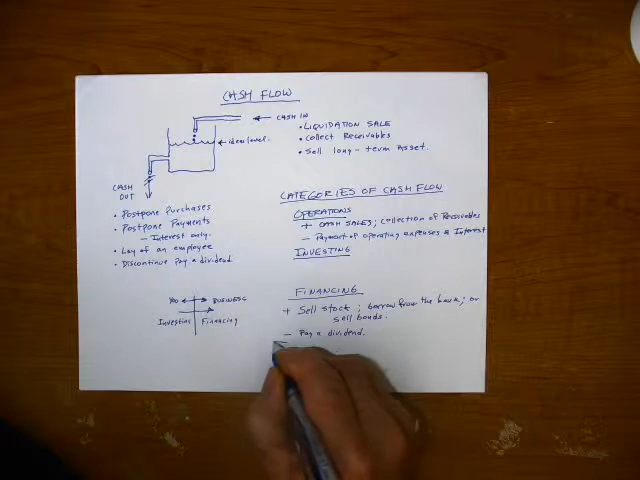 CASH FLOW
CASH IN
ideal level.
• LIQUIDATION SALE
• Collect Receivables
• Sell long-term Asset.
CASH
OUT
• Postpone Purchases
• Postpone Payments
— Interest only.
• Lay of an employee
• Discontinue Pay a dividend
CATEGORIES OF CASH FLOW
OPERATIONS
+ CASH SALES; collection of Receivables
— Payment of operating expenses & Interest
INVESTING
FINANCING
+ Sell stock; borrow from the bank; or
sell bonds.
— Pay a dividend.
YOU BUSINESS
Investing Financing